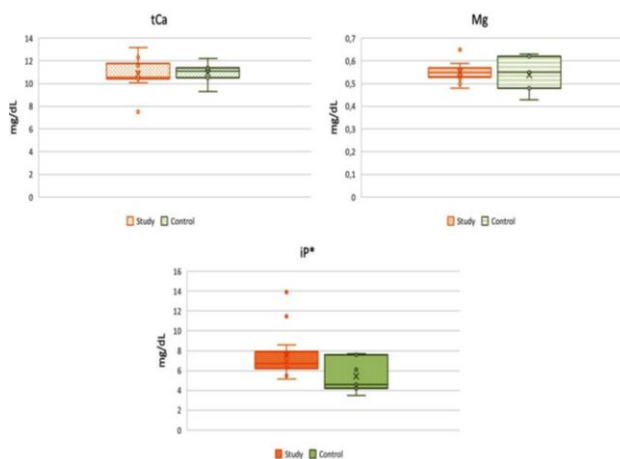 tCa
14
12
10
8
6
4
2
0
mg/dL
Study Control
Mg
0,7
0,6
0,5
0,4
0,3
0,2
0,1
0
mg/dL
Study Control
iP*
16
14
12
10
8
6
4
2
0
mg/dL
Study Control